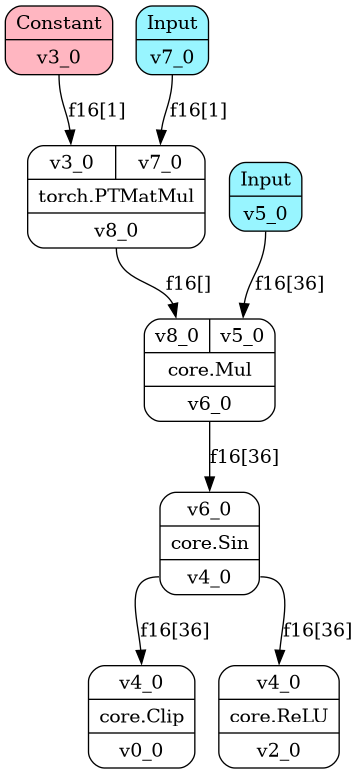 Constant
v3_0
Input
v7_0
f16[1]
f16[1]
v3_0 v7_0
torch.PTMatMul
v8_0
Input
v5_0
f16[]
f16[36]
v8_0 v5_0
core.Mul
v6_0
f16[36]
v6_0
core.Sin
v4_0
f16[36]
f16[36]
v4_0
core.Clip
v0_0
v4_0
core.ReLU
v2_0